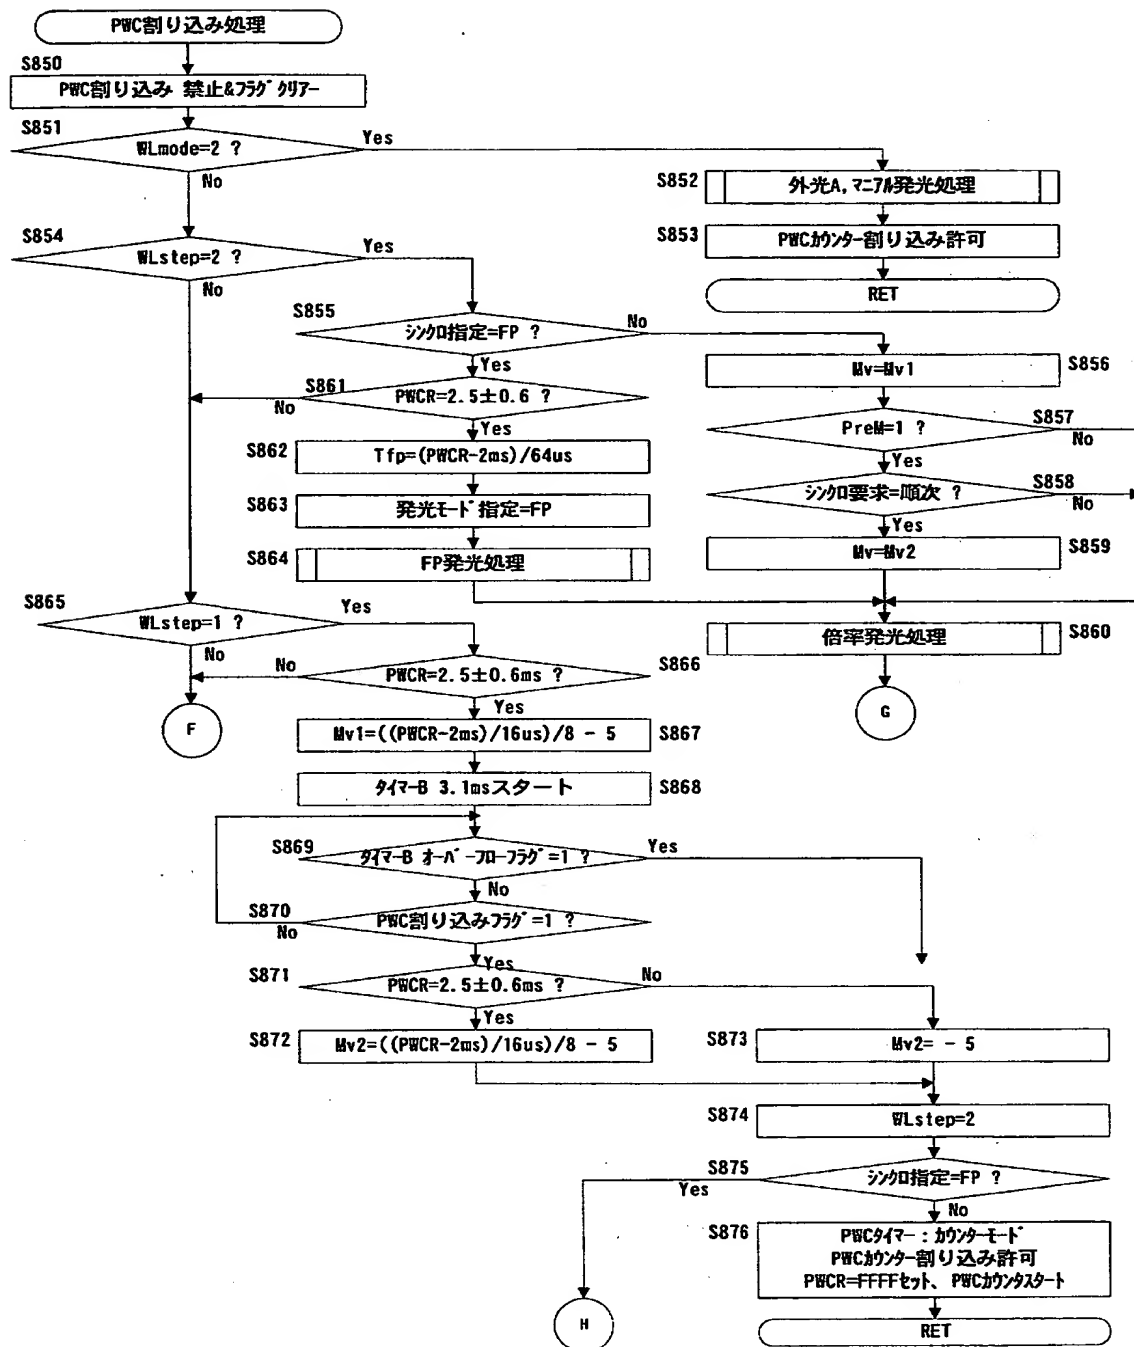 PWC割り込み処理
S850
PWC割り込み 禁止&フラグクリアー
S851
WLmode=2 ?
Yes
No
S852
外光A,マニアル発光処理
S853
PWCカウンター割り込み許可
RET
S854
WLstep=2 ?
Yes
No
S855
シンクロ指定=FP ?
No
Yes
S856
Mv=Mv1
S861
PWCR=2.5±0.6 ?
No
Yes
S857
PreM=1 ?
No
Yes
S862
Tfp=(PWCR-2ms)/64us
S858
シンクロ要求=順次 ?
No
Yes
S863
発光モード指定=FP
S859
Mv=Mv2
S864
FP発光処理
S865
WLstep=1 ?
Yes
No
S860
倍率発光処理
S866
PWCR=2.5±0.6ms ?
No
Yes
F
G
Mv1=((PWCR-2ms)/16us)/8 - 5
S867
タイマーB 3.1msスタート
S868
S869
タイマーB オーバーフローフラグ=1 ?
Yes
No
S870
PWC割り込みフラグ=1 ?
No
Yes
S871
PWCR=2.5±0.6ms ?
No
Yes
S872
Mv2=((PWCR-2ms)/16us)/8 - 5
S873
Mv2= - 5
S874
WLstep=2
S875
シンクロ指定=FP ?
Yes
No
S876
PWCタイマー:カウンターモード
PWCカウンター割り込み許可
PWCR=FFFFセット、PWCカウンタスタート
H
RET